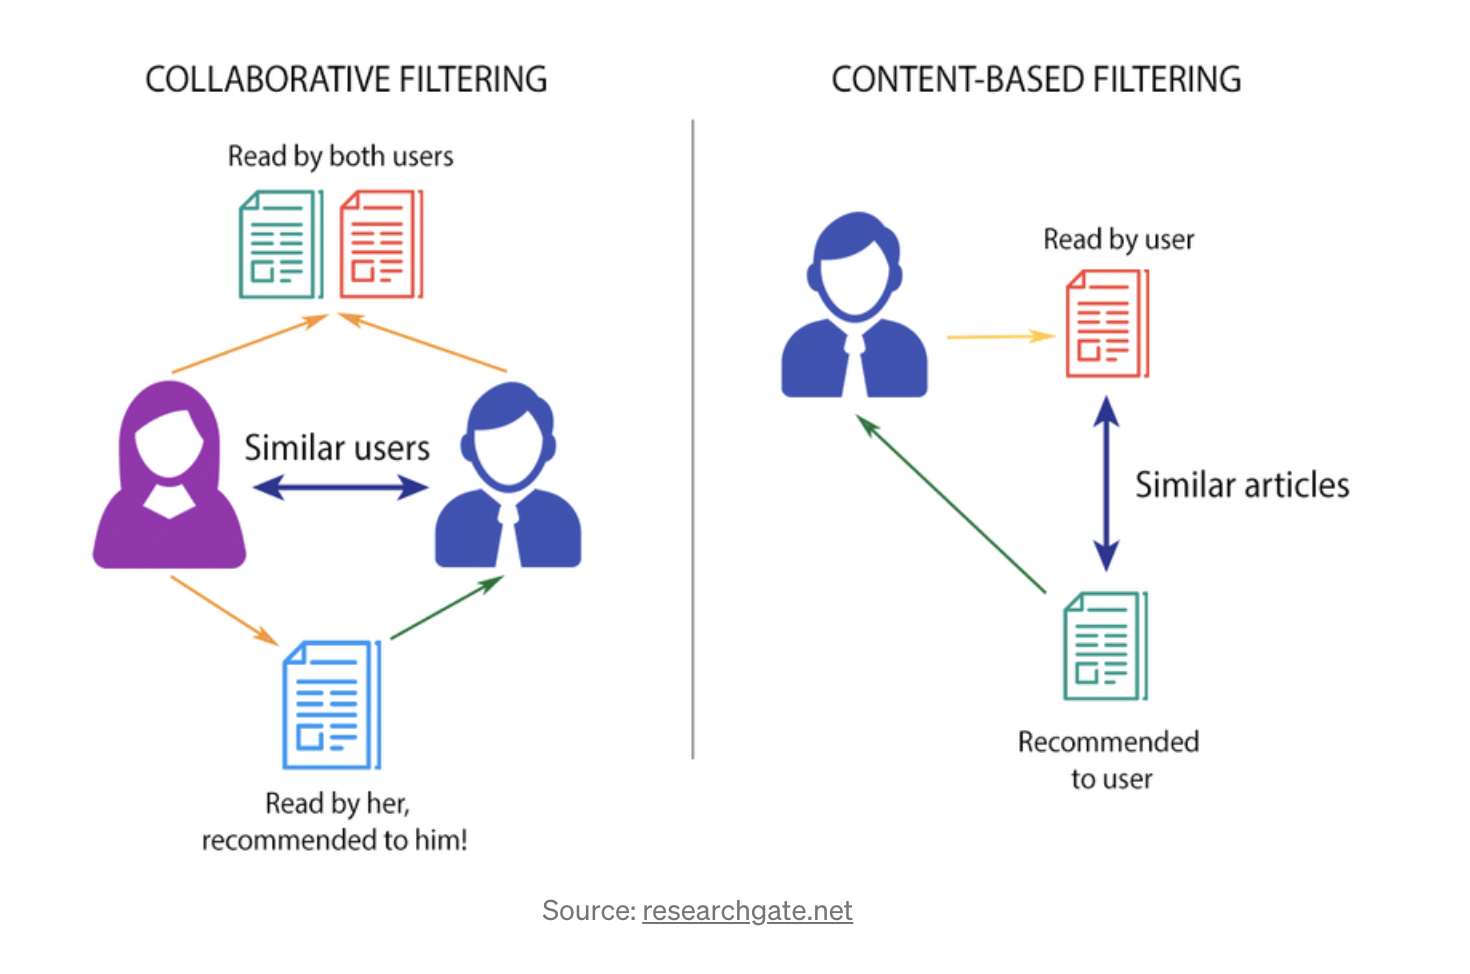 COLLABORATIVE FILTERING
Read by both users
Similar users
Read by her,
recommended to him!
CONTENT-BASED FILTERING
Read by user
Similar articles
Recommended
to user
Source: researchgate.net